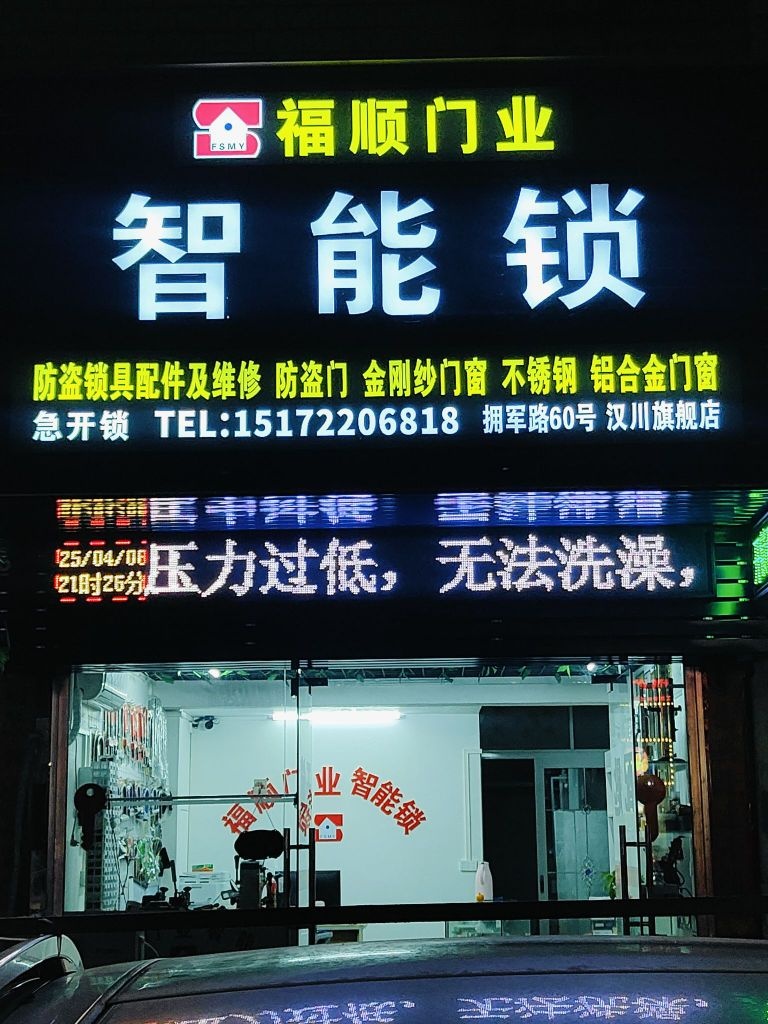 福顺门业
FSMY
智能锁
防盗锁具配件及维修 防盗门 金刚纱门窗 不锈钢 铝合金门窗
急开锁 TEL:15172206818 拥军路60号 汉川旗舰店
25/04/06
21时26分
压力过低，无法洗澡，
福顺门业 智能锁
FSMY